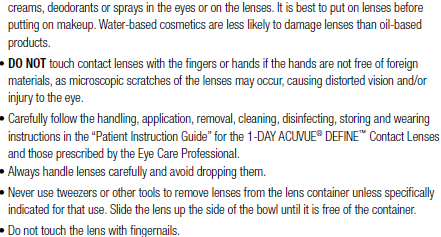 creams, deodorants or sprays in the eyes or on the lenses. It is best to put on lenses before
putting on makeup. Water-based cosmetics are less likely to damage lenses than oil-based
products.
• DO NOT touch contact lenses with the fingers or hands if the hands are not free of foreign
materials, as microscopic scratches of the lenses may occur, causing distorted vision and/or
injury to the eye.
• Carefully follow the handling, application, removal, cleaning, disinfecting, storing and wearing
instructions in the “Patient Instruction Guide” for the 1-DAY ACUVUE® DEFINE™ Contact Lenses
and those prescribed by the Eye Care Professional.
• Always handle lenses carefully and avoid dropping them.
• Never use tweezers or other tools to remove lenses from the lens container unless specifically
indicated for that use. Slide the lens up the side of the bowl until it is free of the container.
• Do not touch the lens with fingernails.